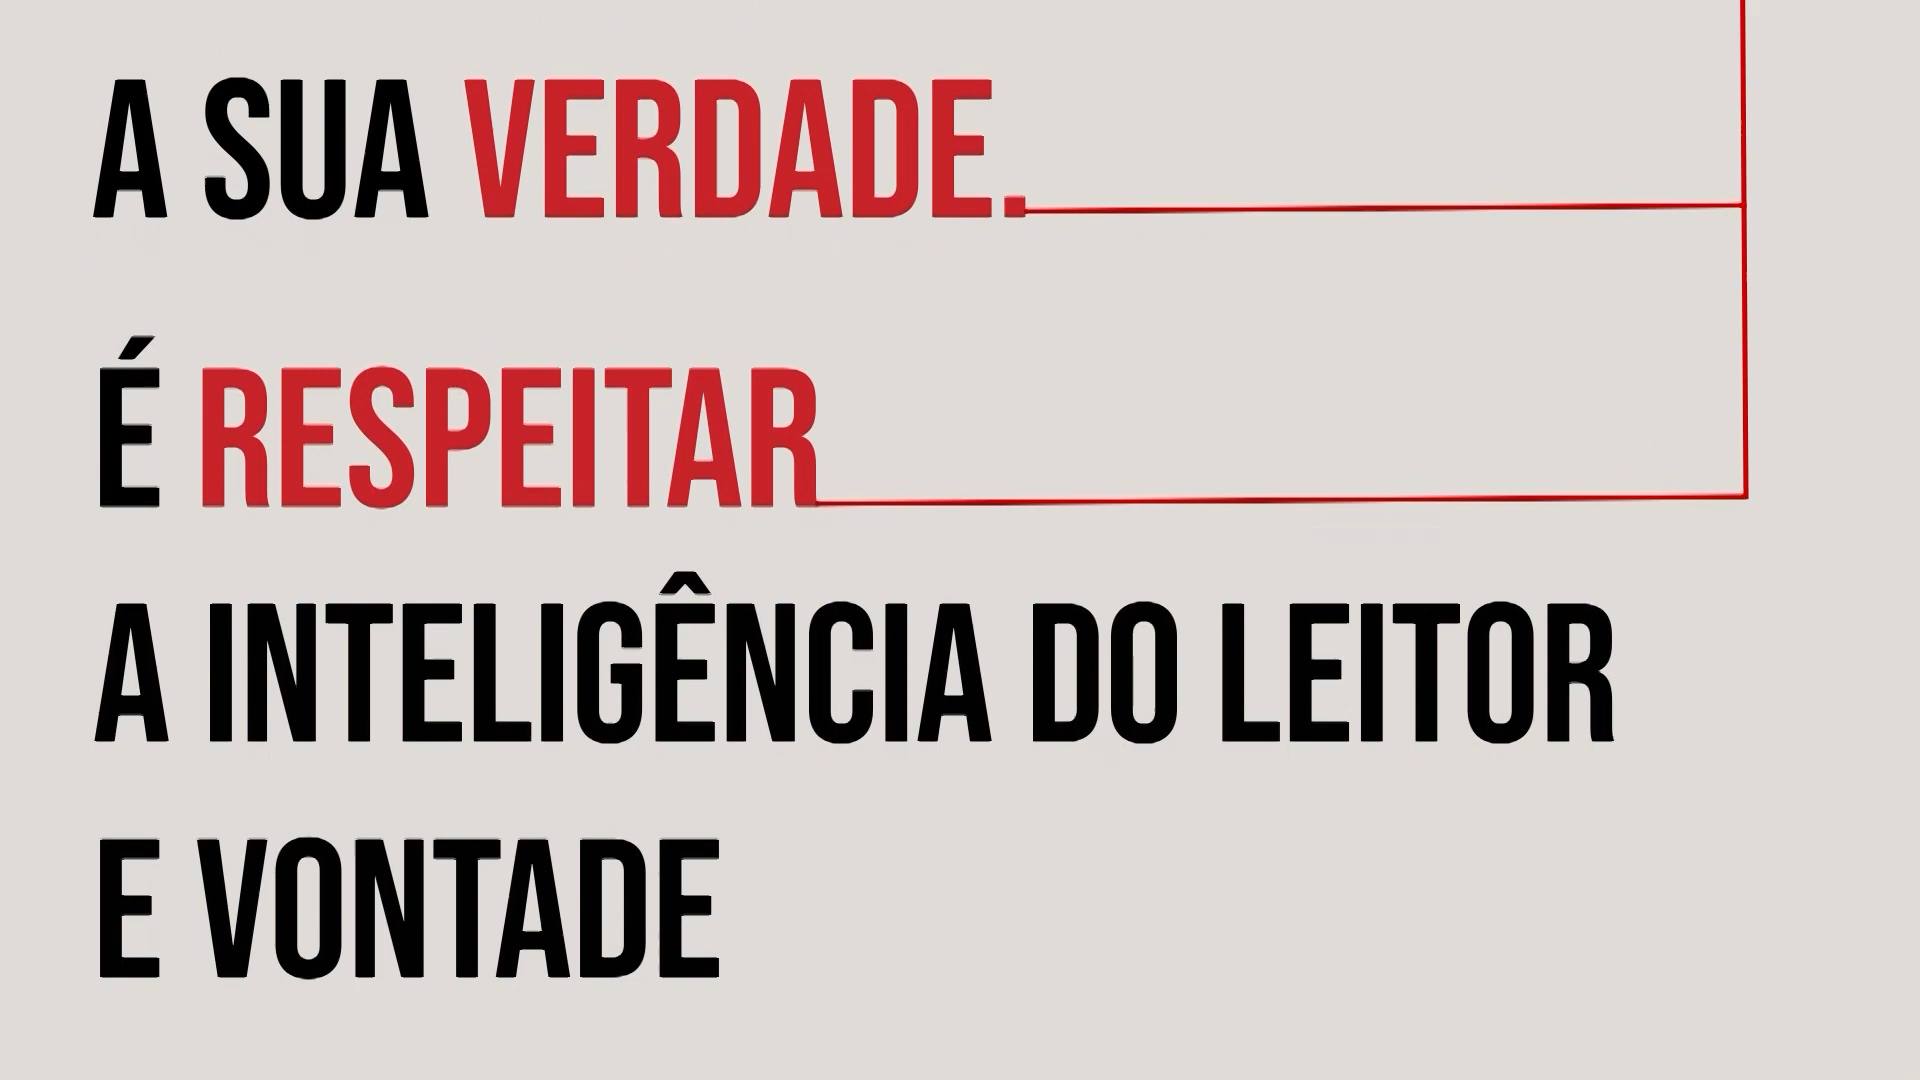 A SUA VERDADE.
É RESPEITAR
A INTELIGÊNCIA DO LEITOR
E VONTADE